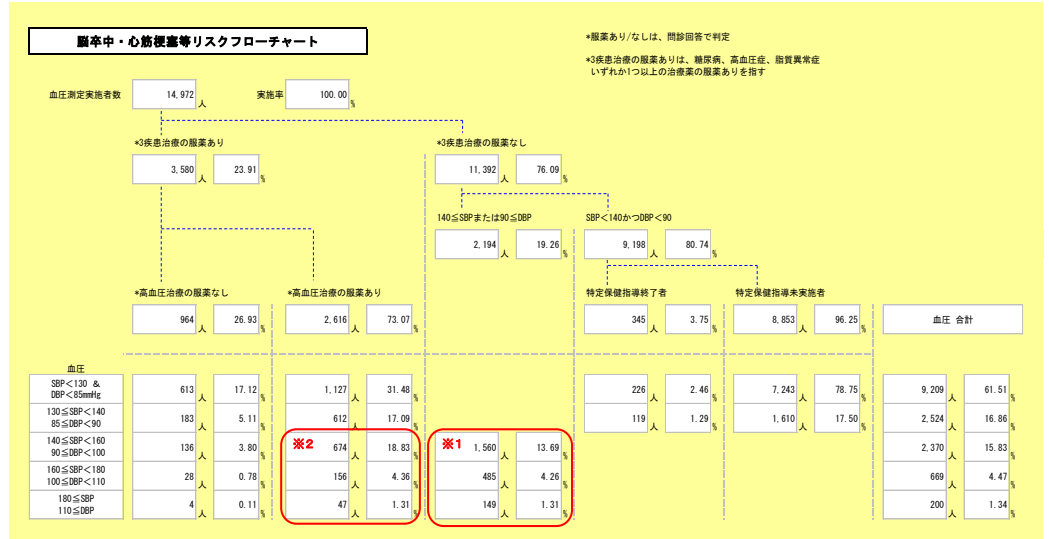 脳卒中・心筋梗塞等リスクフローチャート
*服薬あり/なしは、問診回答で判定
*3疾患治療の服薬ありは、糖尿病、高血圧症、脂質異常症
いずれか1つ以上の治療薬の服薬ありを指す
血圧測定実施者数 14,972 人 実施率 100.00 %
*3疾患治療の服薬あり *3疾患治療の服薬なし
3,580 人 23.91 % 11,392 人 76.09 %
140≦SBPまたは90≦DBP SBP<140かつDBP<90
2,194 人 19.26 % 9,198 人 80.74 %
*高血圧治療の服薬なし *高血圧治療の服薬あり 特定保健指導終了者 特定保健指導未実施者
964 人 26.93 % 2,616 人 73.07 % 345 人 3.75 % 8,853 人 96.25 % 血圧 合計
血圧
SBP<130 &
DBP<85mmHg 613 人 17.12 % 1,127 人 31.48 % 226 人 2.46 % 7,243 人 78.75 % 9,209 人 61.51 %
130≦SBP<140
85≦DBP<90 183 人 5.11 % 612 人 17.09 % 119 人 1.29 % 1,610 人 17.50 % 2,524 人 16.86 %
140≦SBP<160
90≦DBP<100 136 人 3.80 % ※2 674 人 18.83 % ※1 1,560 人 13.69 % 2,370 人 15.83 %
160≦SBP<180
100≦DBP<110 28 人 0.78 % 156 人 4.36 % 485 人 4.26 % 669 人 4.47 %
180≦SBP
110≦DBP 4 人 0.11 % 47 人 1.31 % 149 人 1.31 % 200 人 1.34 %